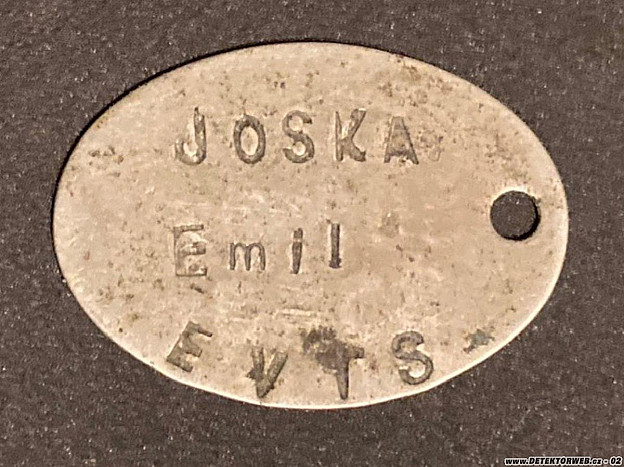 JOSKA
Emil
EVTS
www.DETEKTORWEB.cz - 02